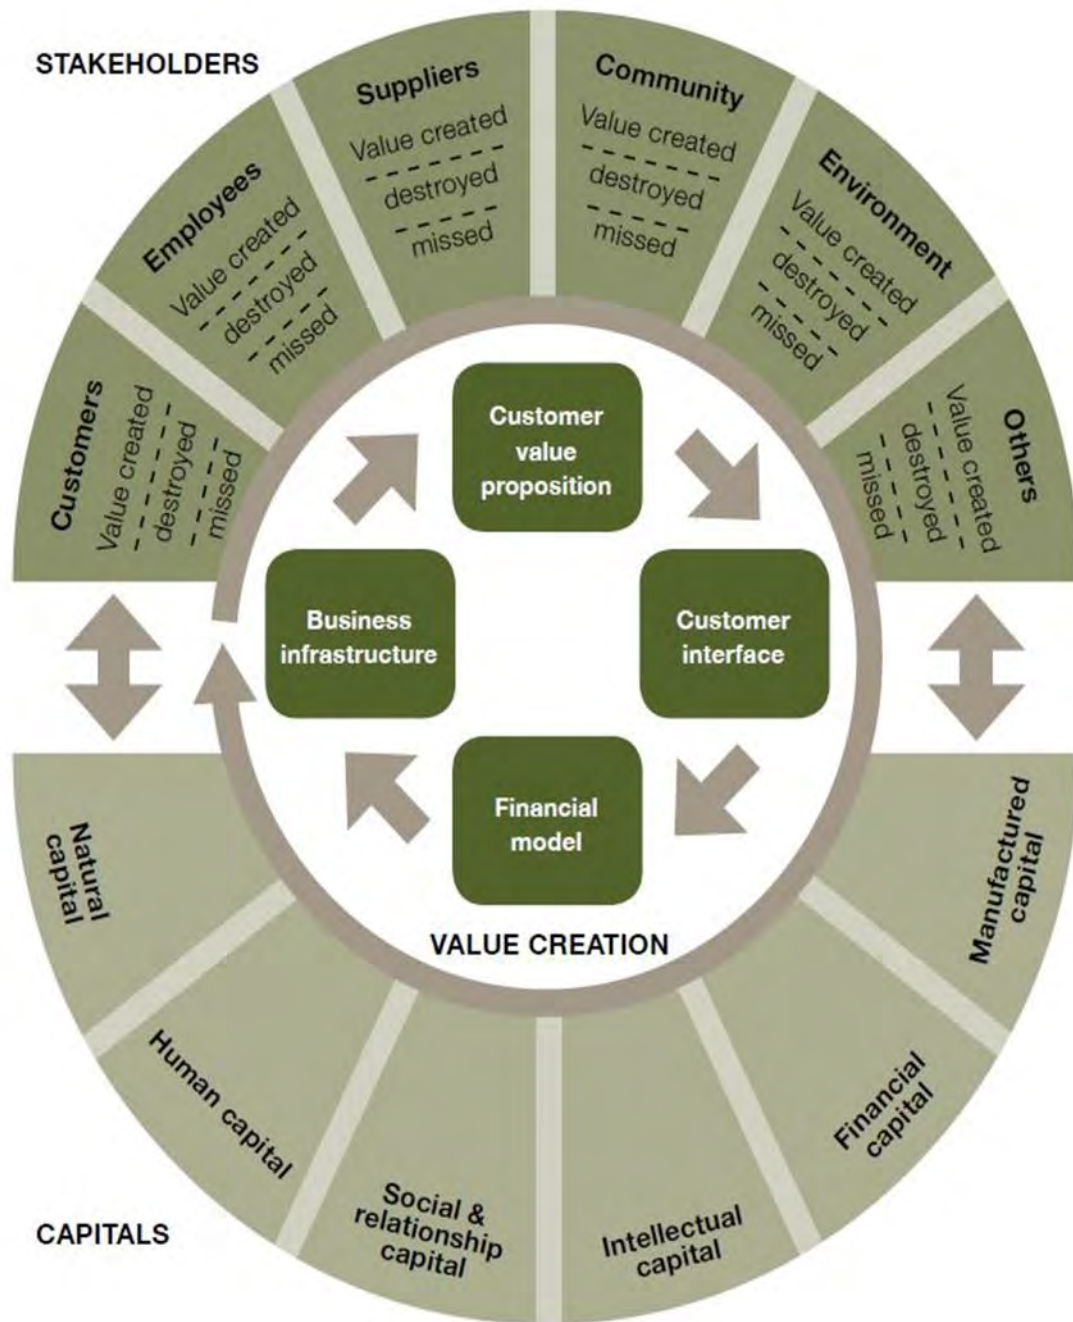 STAKEHOLDERS
Customers
Value created
destroyed
missed
Employees
Value created
destroyed
missed
Suppliers
Value created
destroyed
missed
Community
Value created
destroyed
missed
Environment
Value created
destroyed
missed
Others
Value created
destroyed
missed
Customer
value
proposition
Business
infrastructure
Customer
interface
Financial
model
VALUE CREATION
Natural
capital
Human capital
Social &
relationship
capital
Intellectual
capital
Financial
capital
Manufactured
capital
CAPITALS